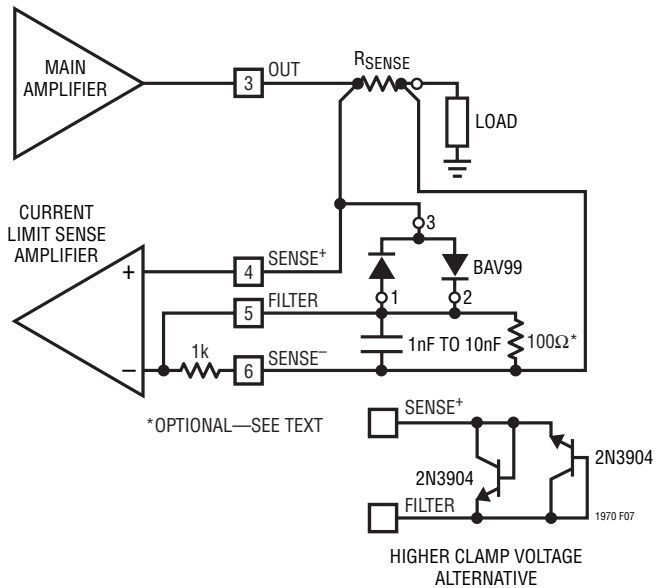 MAIN
AMPLIFIER
3
OUT
RSENSE
LOAD
CURRENT
LIMIT SENSE
AMPLIFIER
+
4
SENSE+
3
BAV99
1
2
5
FILTER
1nF TO 10nF
100Ω*
–
1k
6
SENSE–
*OPTIONAL—SEE TEXT
SENSE+
2N3904
2N3904
FILTER
1970 F07
HIGHER CLAMP VOLTAGE
ALTERNATIVE